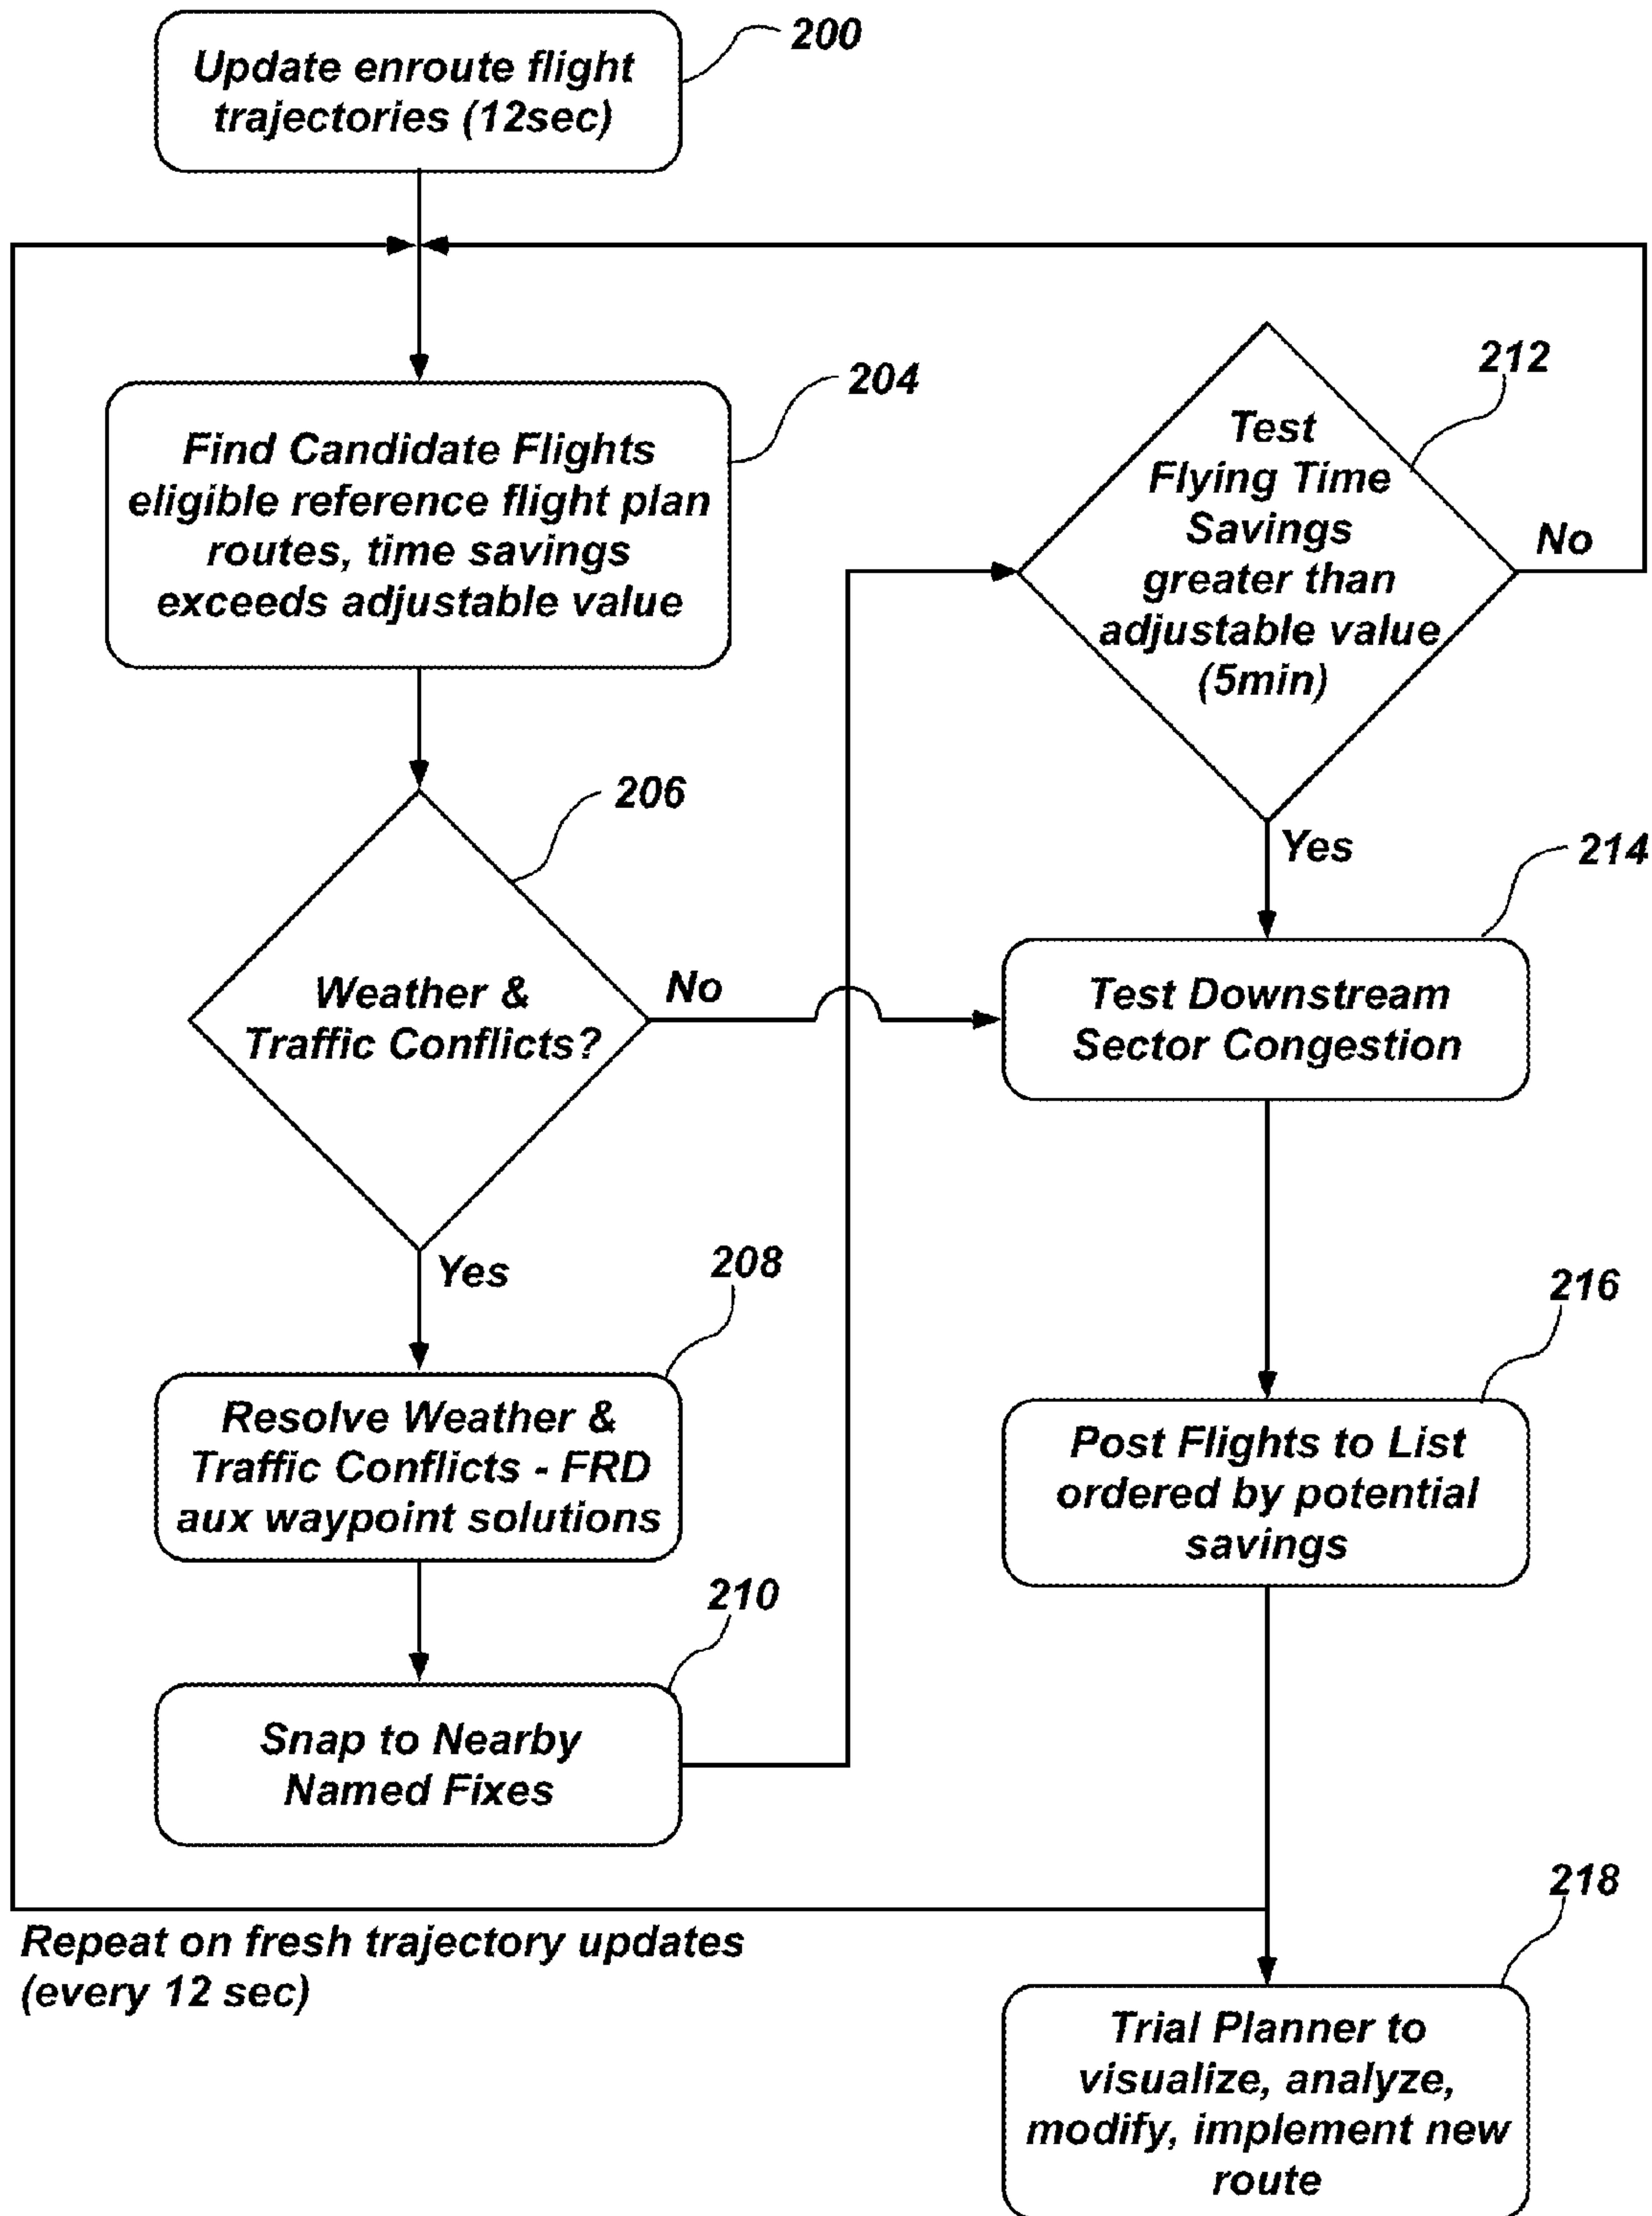 Update enroute flight
trajectories (12sec)
200
Find Candidate Flights
eligible reference flight plan
routes, time savings
exceeds adjustable value
204
Test
Flying Time
Savings
greater than
adjustable value
(5min)
212
No
Yes
Weather &
Traffic Conflicts?
206
No
Yes
Test Downstream
Sector Congestion
214
Resolve Weather &
Traffic Conflicts - FRD
aux waypoint solutions
208
Post Flights to List
ordered by potential
savings
216
Snap to Nearby
Named Fixes
210
Repeat on fresh trajectory updates
(every 12 sec)
Trial Planner to
visualize, analyze,
modify, implement new
route
218